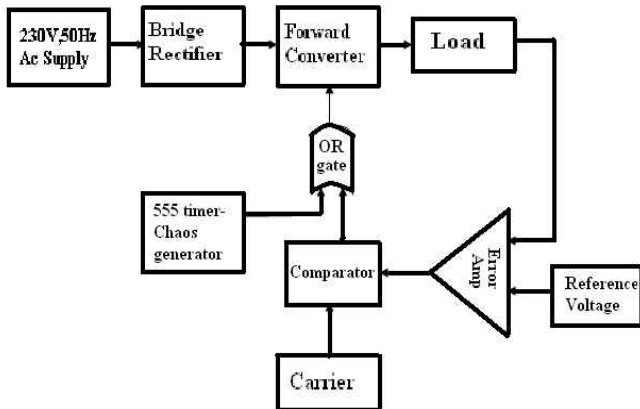 230V,50Hz
Ac Supply
Bridge
Rectifier
Forward
Converter
Load
OR
gate
555 timer-
Chaos
generator
Comparator
Error
Amp
Reference
Voltage
Carrier